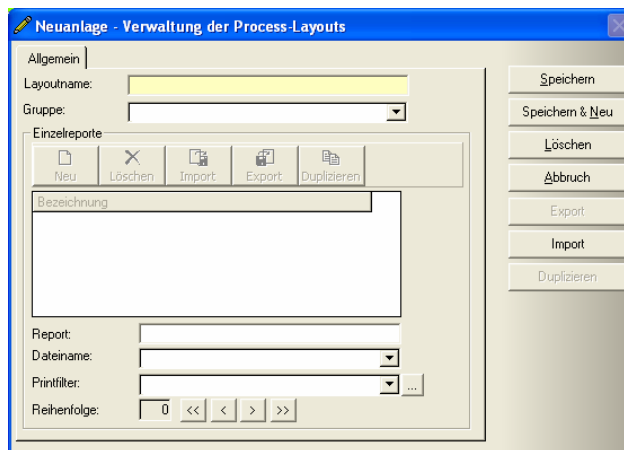 Neuanlage - Verwaltung der Process-Layouts
Allgemein
Layoutname:
Gruppe:
Einzelreporte
Neu Löschen Import Export Duplizieren
Bezeichnung
Report:
Dateiname:
Printfilter:
...
Reihenfolge: 0 << < > >>
Speichern
Speichern & Neu
Löschen
Abbruch
Export
Import
Duplizieren